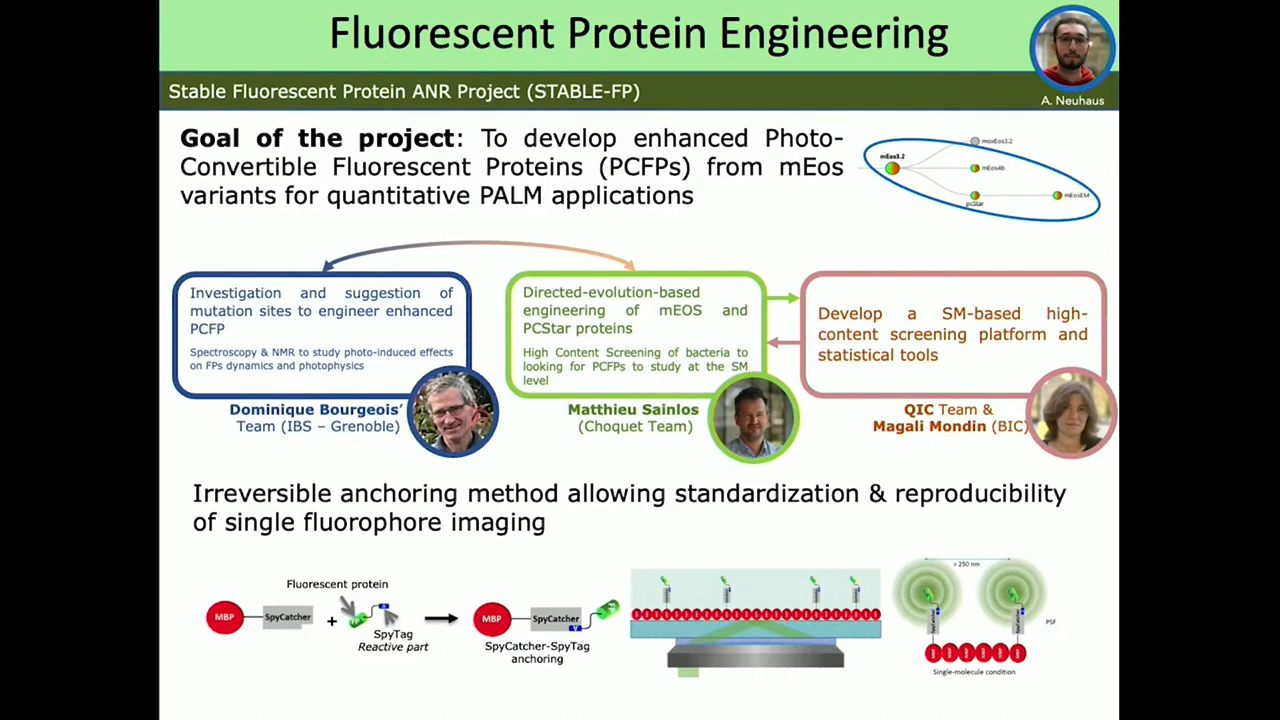 Fluorescent Protein Engineering
Stable Fluorescent Protein ANR Project (STABLE-FP)
A. Neuhaus
Goal of the project: To develop enhanced Photo-
Convertible Fluorescent Proteins (PCFPs) from mEos
variants for quantitative PALM applications
moxEos3.2
mEos3.2
mEos4b
pcStar
mEosEM
Investigation and suggestion of
mutation sites to engineer enhanced
PCFP
Spectroscopy & NMR to study photo-induced effects
on FPs dynamics and photophysics
Dominique Bourgeois’
Team (IBS – Grenoble)
Directed-evolution-based
engineering of mEOS and
PCStar proteins
High Content Screening of bacteria to
looking for PCFPs to study at the SM
level
Matthieu Sainlos
(Choquet Team)
Develop a SM-based high-
content screening platform and
statistical tools
QIC Team &
Magali Mondin (BIC)
Irreversible anchoring method allowing standardization & reproducibility
of single fluorophore imaging
Fluorescent protein
MBP
SpyCatcher
+
FP
SpyTag
Reactive part
MBP
SpyCatcher
FP
SpyCatcher-SpyTag
anchoring
> 250 nm
SpyCatcher
SpyCatcher
PSF
Single-molecule condition